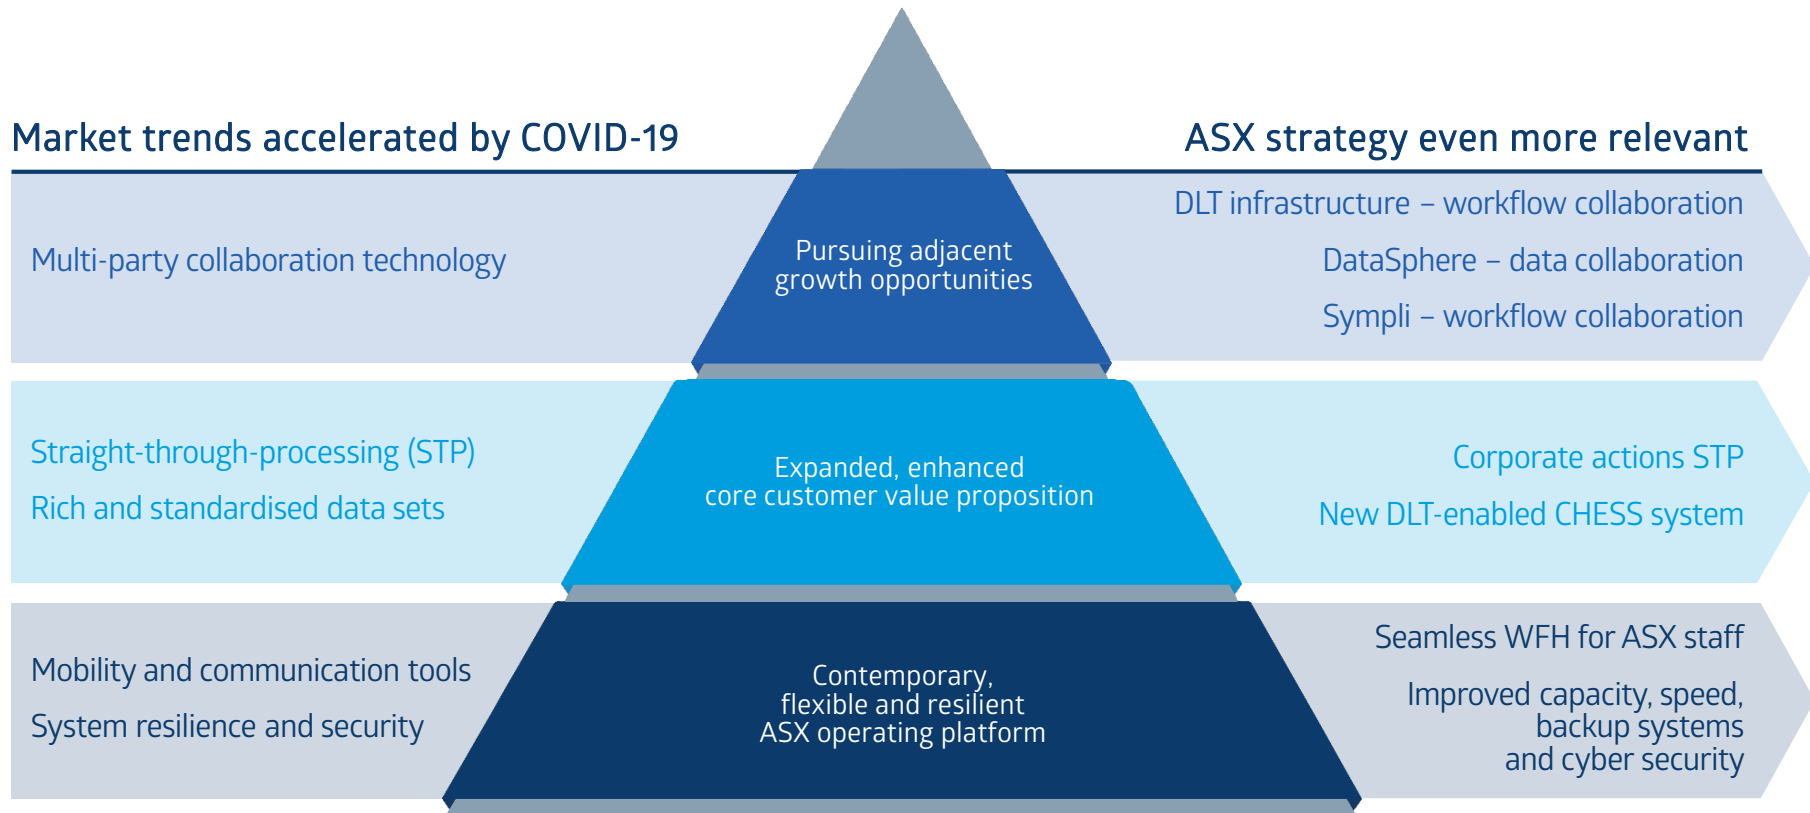 Market trends accelerated by COVID-19
ASX strategy even more relevant
Multi-party collaboration technology
Pursuing adjacent
growth opportunities
DLT infrastructure – workflow collaboration
DataSphere – data collaboration
Sympli – workflow collaboration
Straight-through-processing (STP)
Rich and standardised data sets
Expanded, enhanced
core customer value proposition
Corporate actions STP
New DLT-enabled CHESS system
Mobility and communication tools
System resilience and security
Contemporary,
flexible and resilient
ASX operating platform
Seamless WFH for ASX staff
Improved capacity, speed,
backup systems
and cyber security